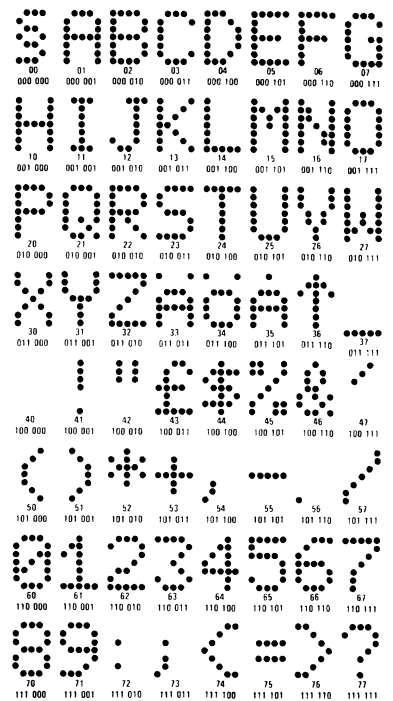 S A B C D E F G
00 01 02 03 04 05 06 07
000 000 000 001 000 010 000 011 000 100 000 101 000 110 000 111
H I J K L M N O
10 11 12 13 14 15 16 17
001 000 001 001 001 010 001 011 001 100 001 101 001 110 001 111
P Q R S T U V W
20 21 22 23 24 25 26 27
010 000 010 001 010 010 010 011 010 100 010 101 010 110 010 111
X Y Z Ä Ö Å ↑ _
30 31 32 33 34 35 36 37
011 000 011 001 011 010 011 011 011 100 011 101 011 110 011 111
! " £ $ % & ′
40 41 42 43 44 45 46 47
100 000 100 001 100 010 100 011 100 100 100 101 100 110 100 111
( ) * + , - . /
50 51 52 53 54 55 56 57
101 000 101 001 101 010 101 011 101 100 101 101 101 110 101 111
0 1 2 3 4 5 6 7
60 61 62 63 64 65 66 67
110 000 110 001 110 010 110 011 110 100 110 101 110 110 110 111
8 9 : ; < = > ?
70 71 72 73 74 75 76 77
111 000 111 001 111 010 111 011 111 100 111 101 111 110 111 111